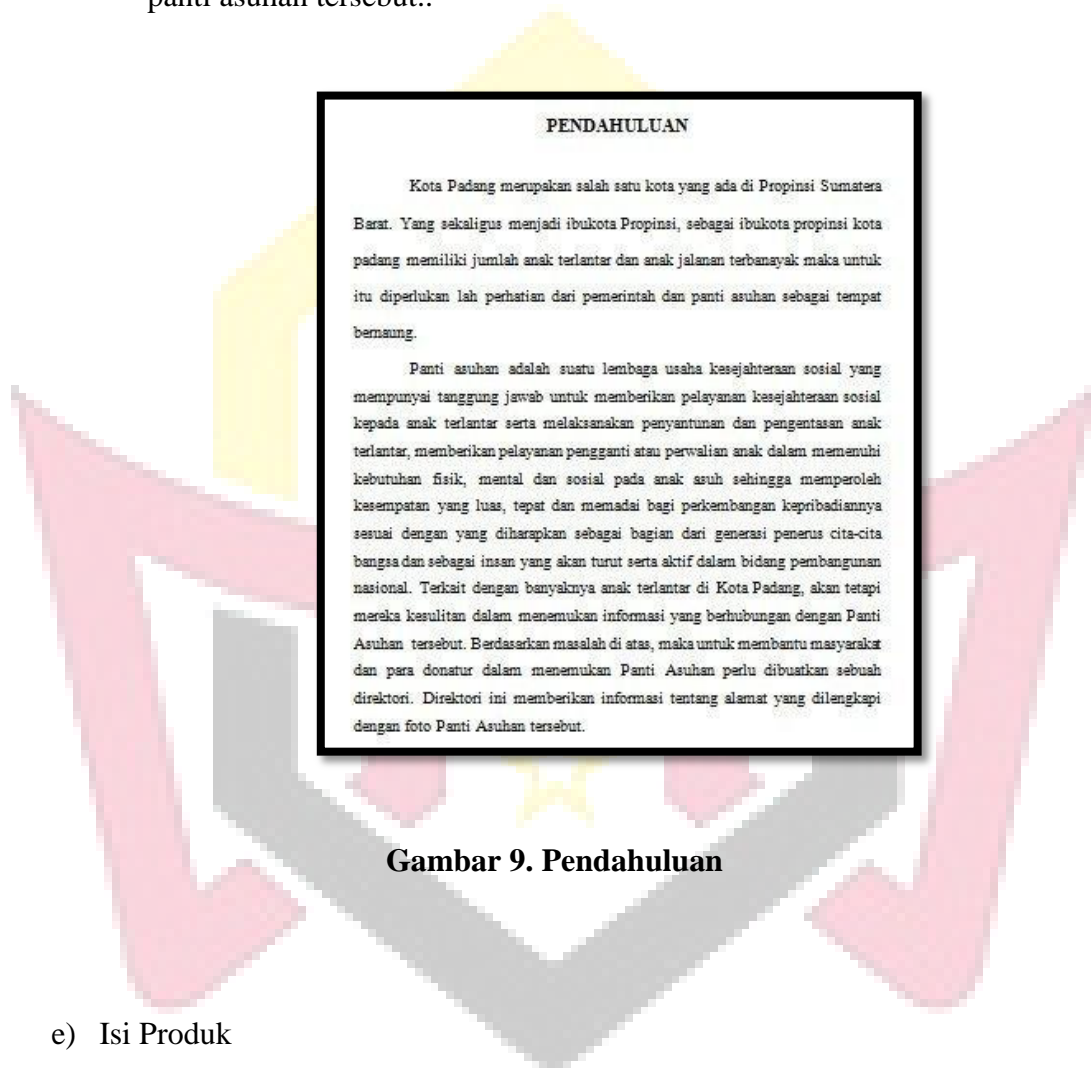 panti asuhan tersebut..
PENDAHULUAN
Kota Padang merupakan salah satu kota yang ada di Propinsi Sumatera
Barat. Yang sekaligus menjadi ibukota Propinsi, sebagai ibukota propinsi kota
padang memiliki jumlah anak terlantar dan anak jalanan terbanayak maka untuk
itu diperlukan lah perhatian dari pemerintah dan panti asuhan sebagai tempat
bernaung.
Panti asuhan adalah suatu lembaga usaha kesejahteraan sosial yang
mempunyai tanggung jawab untuk memberikan pelayanan kesejahteraan sosial
kepada anak terlantar serta melaksanakan penyantunan dan pengentasan anak
terlantar, memberikan pelayanan pengganti atau perwalian anak dalam memenuhi
kebutuhan fisik, mental dan sosial pada anak asuh sehingga memperoleh
kesempatan yang luas, tepat dan memadai bagi perkembangan kepribadiannya
sesuai dengan yang diharapkan sebagai bagian dari generasi penerus cita-cita
bangsa dan sebagai insan yang akan turut serta aktif dalam bidang pembangunan
nasional. Terkait dengan banyaknya anak terlantar di Kota Padang, akan tetapi
mereka kesulitan dalam menemukan informasi yang berhubungan dengan Panti
Asuhan tersebut. Berdasarkan masalah di atas, maka untuk membantu masyarakat
dan para donatur dalam menemukan Panti Asuhan perlu dibuatkan sebuah
direktori. Direktori ini memberikan informasi tentang alamat yang dilengkapi
dengan foto Panti Asuhan tersebut.
Gambar 9. Pendahuluan
e) Isi Produk